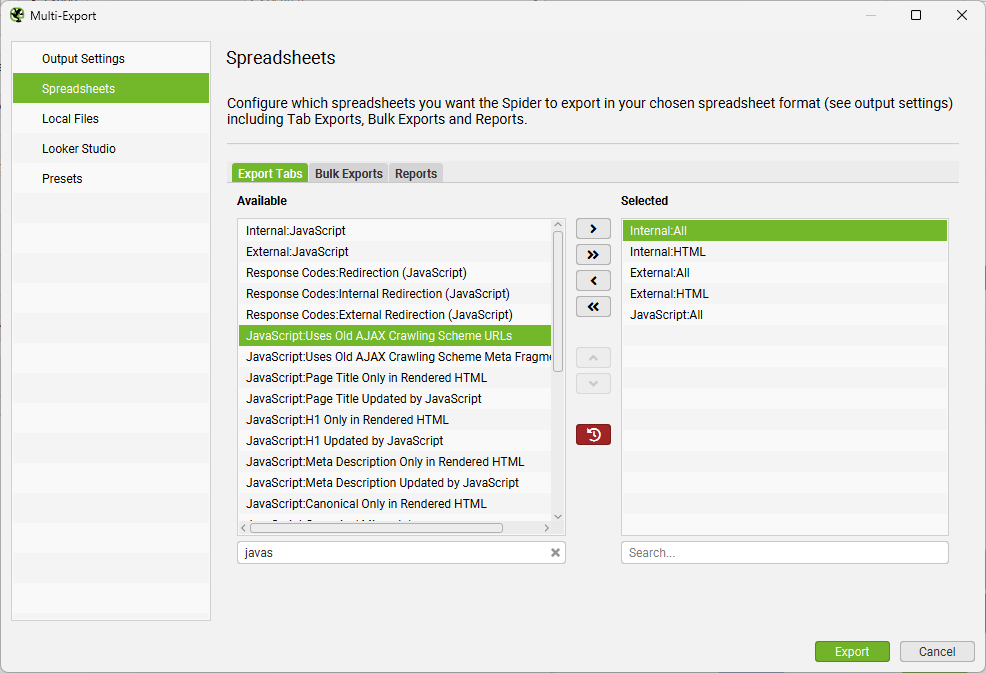 Multi-Export
Output Settings
Spreadsheets
Local Files
Looker Studio
Presets
Spreadsheets
Configure which spreadsheets you want the Spider to export in your chosen spreadsheet format (see output settings)
including Tab Exports, Bulk Exports and Reports.
Export Tabs
Bulk Exports
Reports
Available
Internal:JavaScript
External:JavaScript
Response Codes:Redirection (JavaScript)
Response Codes:Internal Redirection (JavaScript)
Response Codes:External Redirection (JavaScript)
JavaScript:Uses Old AJAX Crawling Scheme URLs
JavaScript:Uses Old AJAX Crawling Scheme Meta Fragme
JavaScript:Page Title Only in Rendered HTML
JavaScript:Page Title Updated by JavaScript
JavaScript:H1 Only in Rendered HTML
JavaScript:H1 Updated by JavaScript
JavaScript:Meta Description Only in Rendered HTML
JavaScript:Meta Description Updated by JavaScript
JavaScript:Canonical Only in Rendered HTML
javas
Selected
Internal:All
Internal:HTML
External:All
External:HTML
JavaScript:All
Search...
Export
Cancel